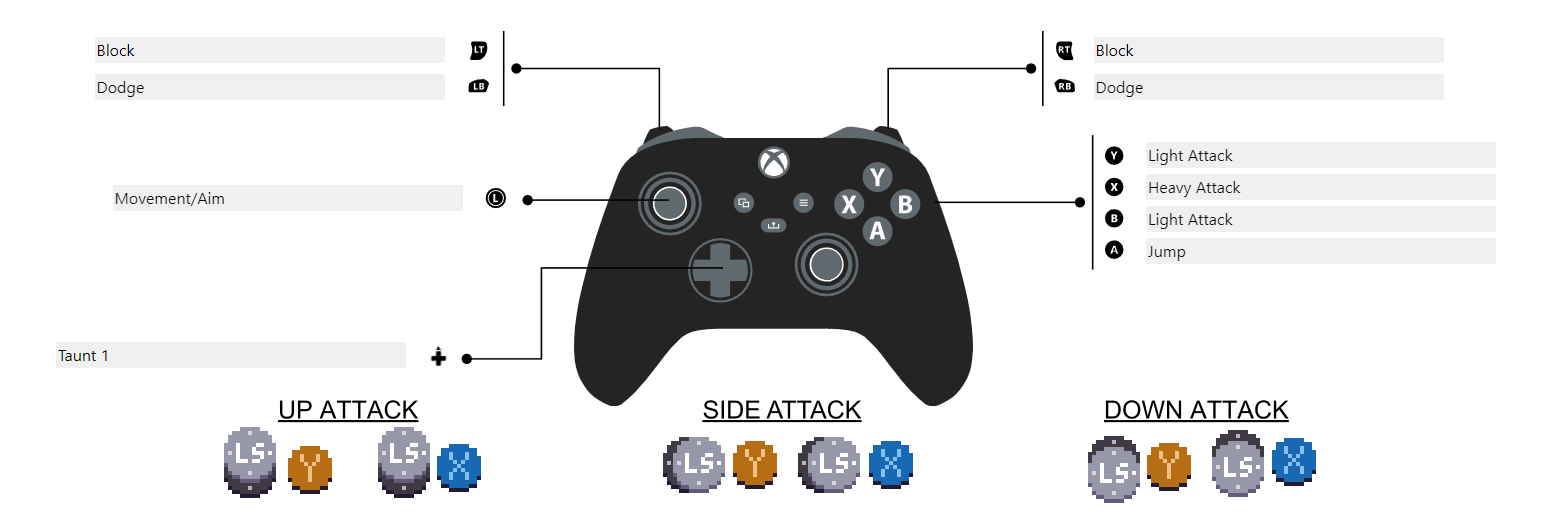 Block
LT
Dodge
LB
RT
Block
RB
Dodge
Movement/Aim
L
Y
X
B
A
Y
Light Attack
X
Heavy Attack
B
Light Attack
A
Jump
Taunt 1
UP ATTACK
SIDE ATTACK
DOWN ATTACK
LS Y LS X
LS Y LS X
LS Y LS X